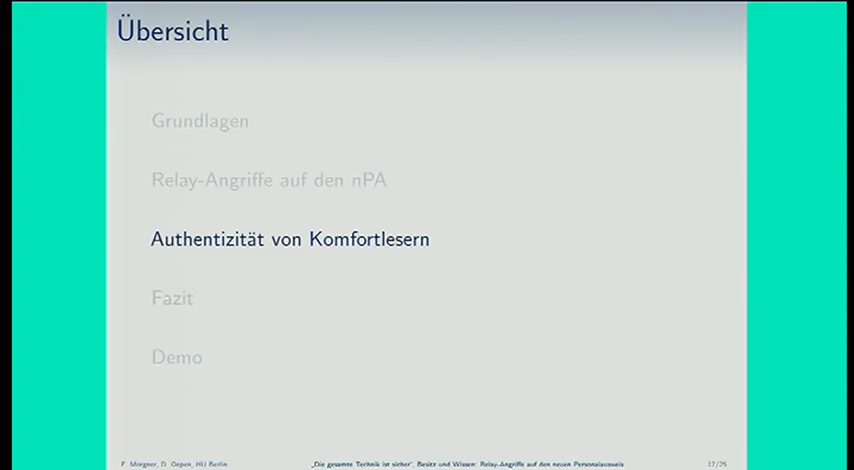 Übersicht
Grundlagen
Relay-Angriffe auf den nPA
Authentizität von Komfortlesern
Fazit
Demo
F. Morgner, D. Oepen, HU Berlin
„Die gesamte Technik ist sicher“; Besitz und Wissen: Relay-Angriffe auf den neuen Personalausweis
17/25